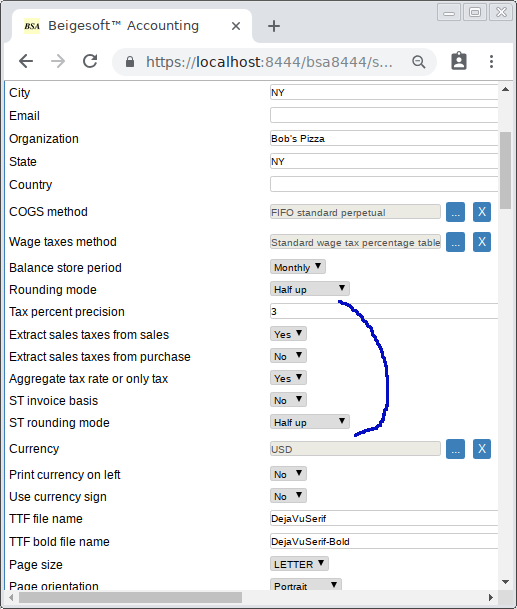 BSA Beigesoft™ Accounting
https://localhost:8444/bsa8444/s...
City NY
Email
Organization Bob's Pizza
State NY
Country
COGS method FIFO standard perpetual ... X
Wage taxes method Standard wage tax percentage table ... X
Balance store period Monthly
Rounding mode Half up
Tax percent precision 3
Extract sales taxes from sales Yes
Extract sales taxes from purchase No
Aggregate tax rate or only tax Yes
ST invoice basis No
ST rounding mode Half up
Currency USD ... X
Print currency on left No
Use currency sign No
TTF file name DejaVuSerif
TTF bold file name DejaVuSerif-Bold
Page size LETTER
Page orientation Portrait